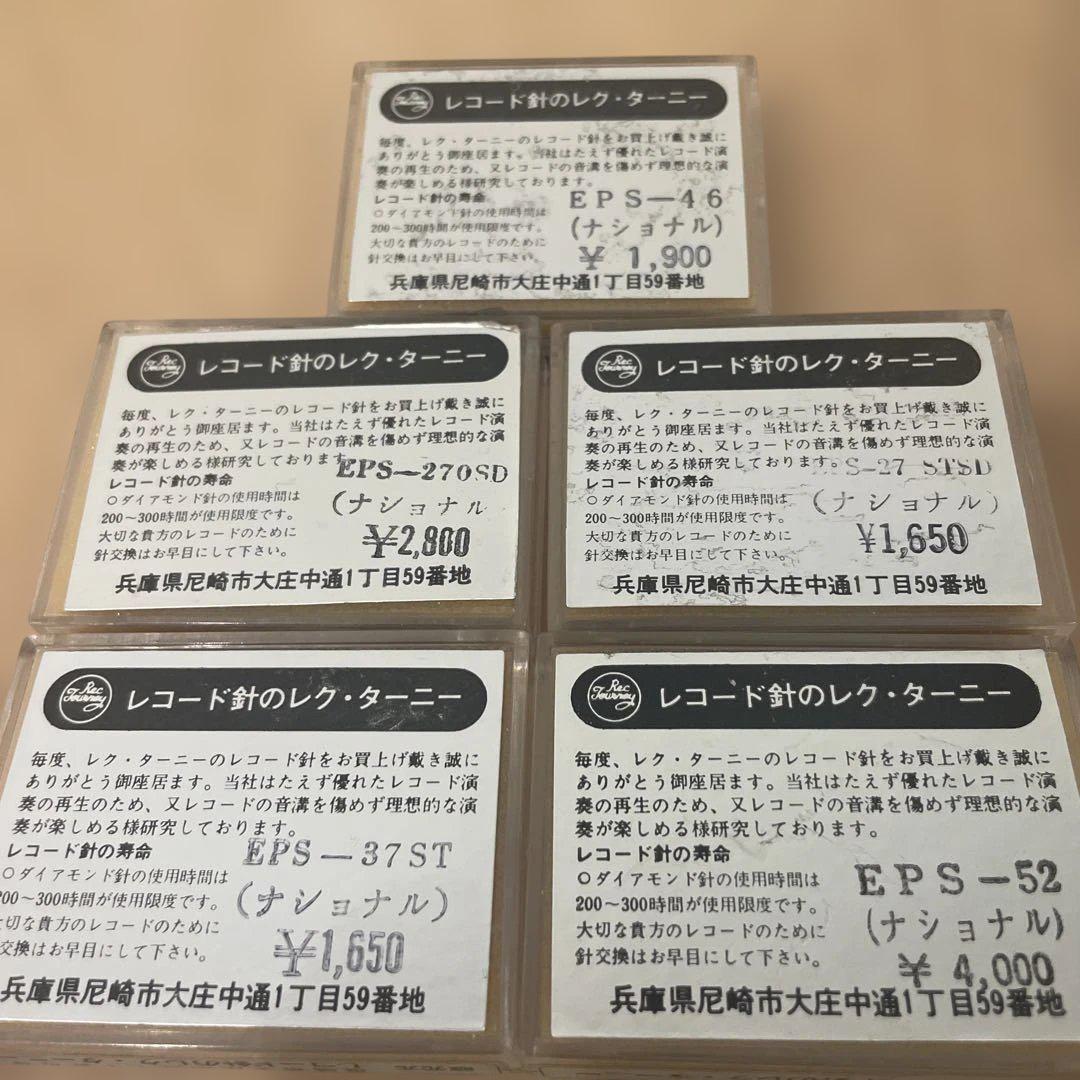 Rec Tourney レコード針のレク・ターニー
毎度、レク・ターニーのレコード針をお買上げ戴き誠に
ありがとう御座居ます。当社はたえず優れたレコード演
奏の再生のため、又レコードの音溝を傷めず理想的な演
奏が楽しめる様研究しております。
レコード針の寿命
○ダイアモンド針の使用時間は
200〜300時間が使用限度です。
大切な貴方のレコードのために
針交換はお早目にして下さい。
EPS-46
(ナショナル)
¥ 1,900
兵庫県尼崎市大庄中通1丁目59番地
Rec Tourney レコード針のレク・ターニー
毎度、レク・ターニーのレコード針をお買上げ戴き誠に
ありがとう御座居ます。当社はたえず優れたレコード演
奏の再生のため、又レコードの音溝を傷めず理想的な演
奏が楽しめる様研究しております
レコード針の寿命
○ダイアモンド針の使用時間は
200〜300時間が使用限度です。
大切な貴方のレコードのために
針交換はお早目にして下さい。
EPS-270SD
(ナショナル
¥2,800
兵庫県尼崎市大庄中通1丁目59番地
Rec Tourney レコード針のレク・ターニー
毎度、レク・ターニーのレコード針をお買上げ戴き誠に
ありがとう御座居ます。当社はたえず優れたレコード演
奏の再生のため、又レコードの音溝を傷めず理想的な演
奏が楽しめる様研究しております。
レコード針の寿命
○ダイアモンド針の使用時間は
200〜300時間が使用限度です。
大切な貴方のレコードのために
針交換はお早目にして下さい。
EPS-27 STSD
(ナショナル)
¥1,650
兵庫県尼崎市大庄中通1丁目59番地
Rec Tourney レコード針のレク・ターニー
毎度、レク・ターニーのレコード針をお買上げ戴き誠に
ありがとう御座居ます。当社はたえず優れたレコード演
奏の再生のため、又レコードの音溝を傷めず理想的な演
奏が楽しめる様研究しております。
レコード針の寿命
○ダイアモンド針の使用時間は
200〜300時間が使用限度です。
大切な貴方のレコードのために
針交換はお早目にして下さい。
EPS-37ST
(ナショナル)
¥1,650
兵庫県尼崎市大庄中通1丁目59番地
Rec Tourney レコード針のレク・ターニー
毎度、レク・ターニーのレコード針をお買上げ戴き誠に
ありがとう御座居ます。当社はたえず優れたレコード演
奏の再生のため、又レコードの音溝を傷めず理想的な演
奏が楽しめる様研究しております。
レコード針の寿命
○ダイアモンド針の使用時間は
200〜300時間が使用限度です。
大切な貴方のレコードのために
針交換はお早目にして下さい。
EPS-52
(ナショナル)
¥ 4,000
兵庫県尼崎市大庄中通1丁目59番地